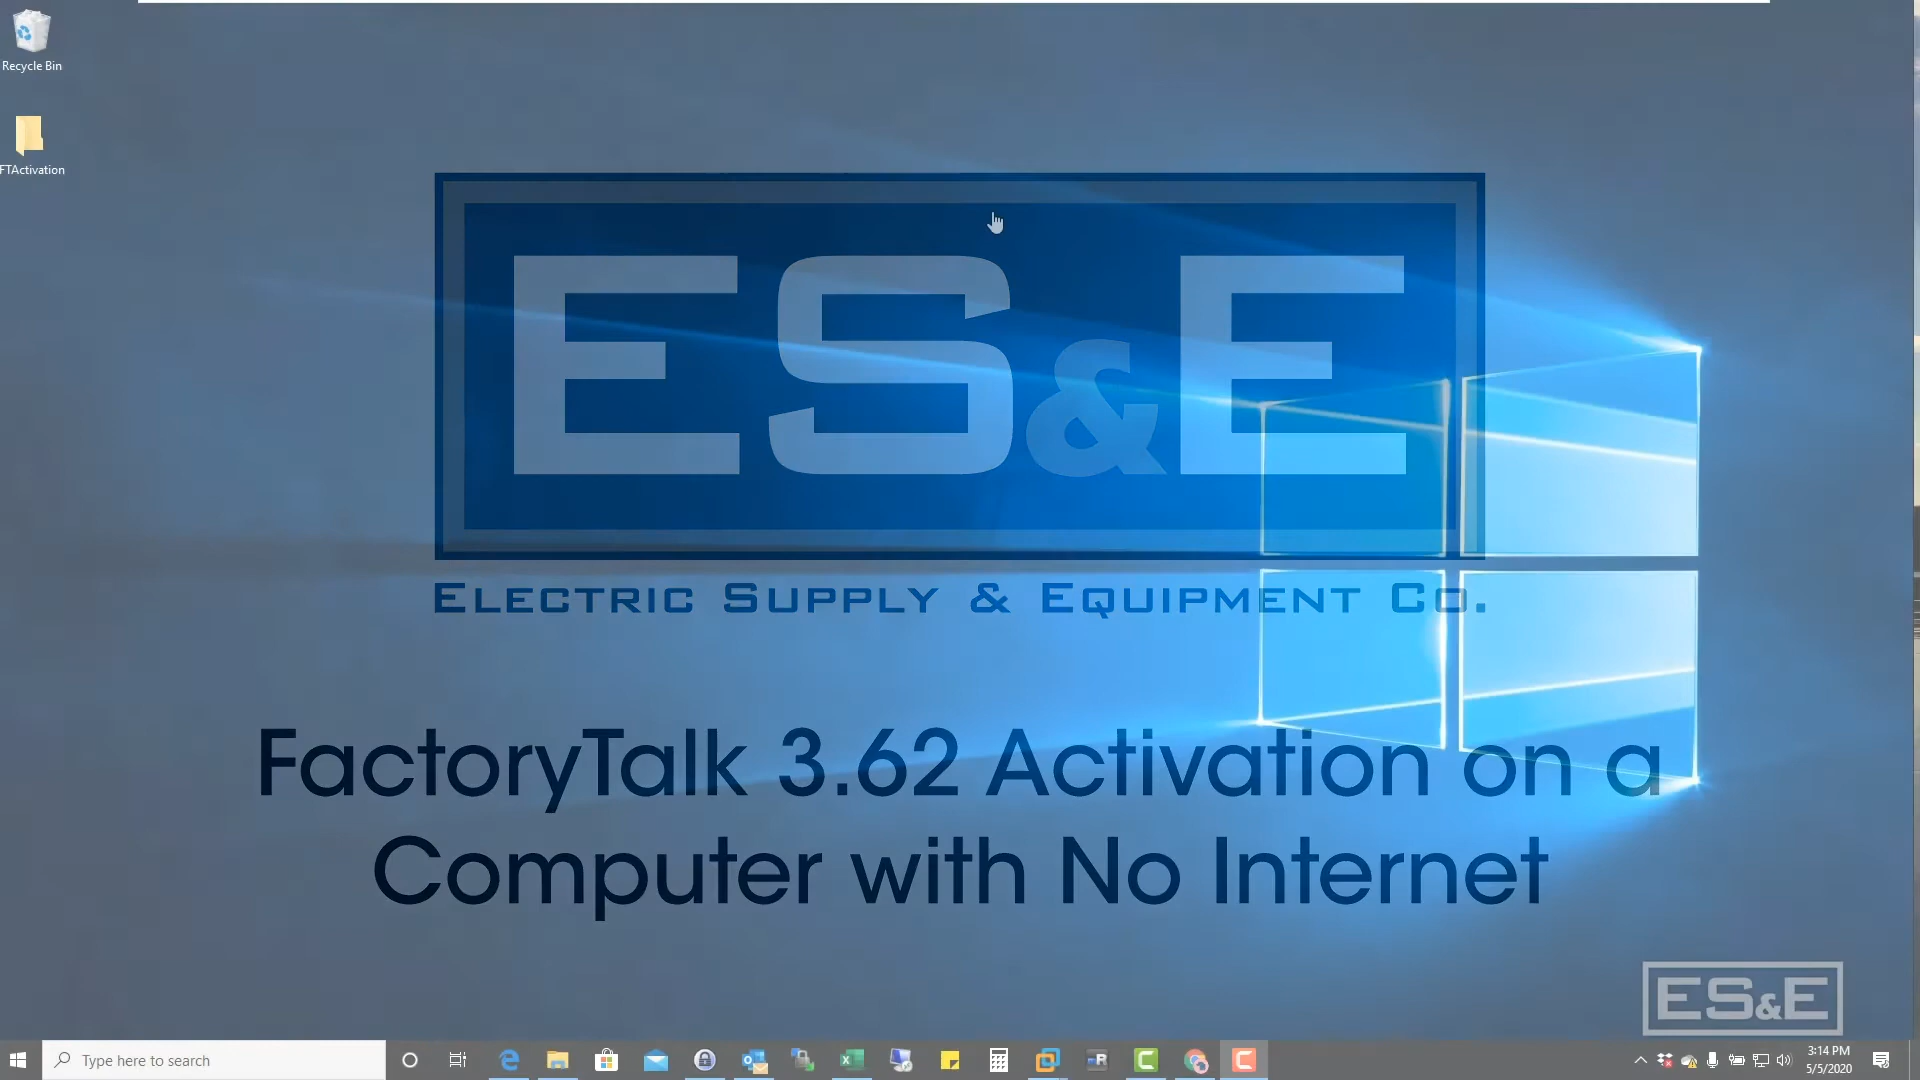 Recycle Bin
FTActivation
ES&E
ELECTRIC SUPPLY & EQUIPMENT CO.
FactoryTalk 3.62 Activation on a
Computer with No Internet
ES&E
Type here to search
3:14 PM
5/5/2020